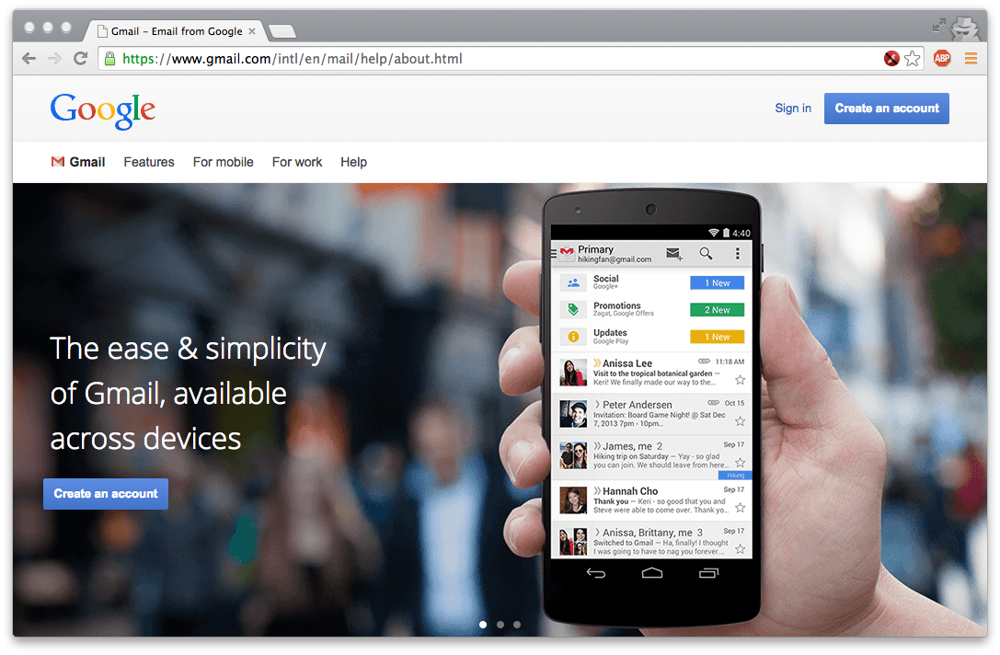 Gmail – Email from Google ×
https://www.gmail.com/intl/en/mail/help/about.html
ABP
Google
Sign in
Create an account
Gmail
Features
For mobile
For work
Help
4:40
Primary
hikingfan@gmail.com
Social
Google+
1 New
Promotions
Zagat, Google Offers
2 New
Updates
Google Play
1 New
Anissa Lee
11:18 AM
Visit to the tropical botanical garden –
Keri! We finally made our way to the...
Peter Andersen
Oct 15
Invitation: Board Game Night! @ Sat Dec
7, 2013 7pm - 10pm...
James, me 2
Sep 17
Hiking trip on Saturday – Yay - so glad
you can join. We should leave from here...
Hiking
Hannah Cho
Sep 17
Thank you – Keri - so good that you and
Steve were able to come over. Thank yo...
Anissa, Brittany, me 3
Sep 17
Switched to Gmail – Ha, finally! I thought
I was going to have to nag you forever...
The ease & simplicity
of Gmail, available
across devices
Create an account